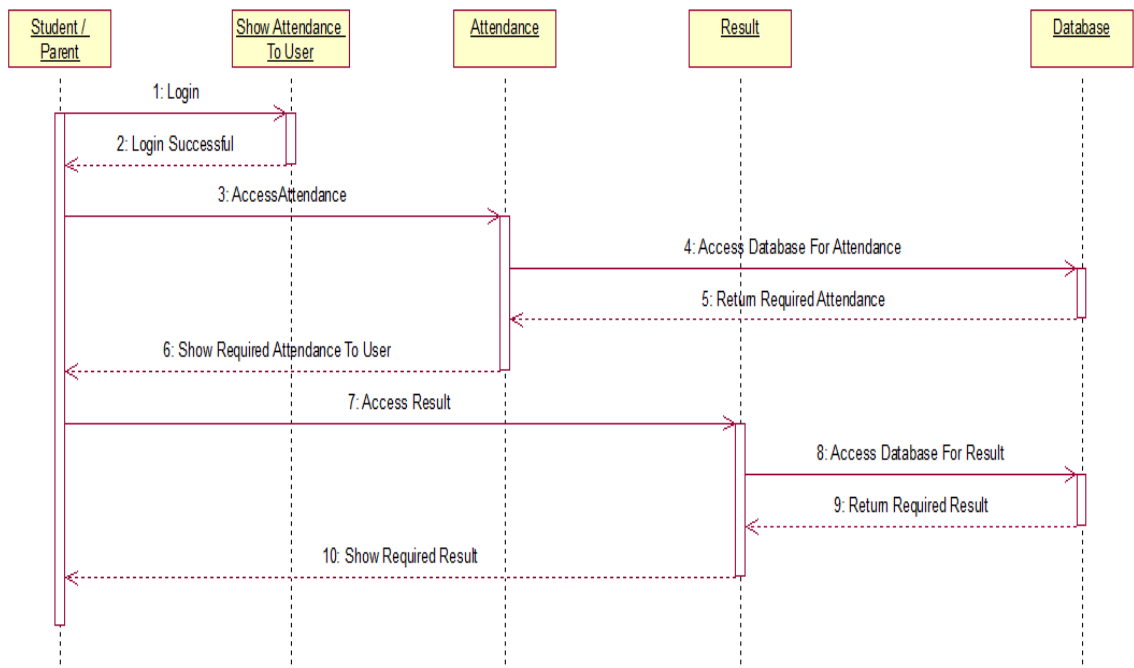 Student /
Parent
Show Attendance
To User
Attendance
Result
Database
1: Login
2: Login Successful
3: AccessAttendance
4: Access Database For Attendance
5: Return Required Attendance
6: Show Required Attendance To User
7: Access Result
8: Access Database For Result
9: Return Required Result
10: Show Required Result